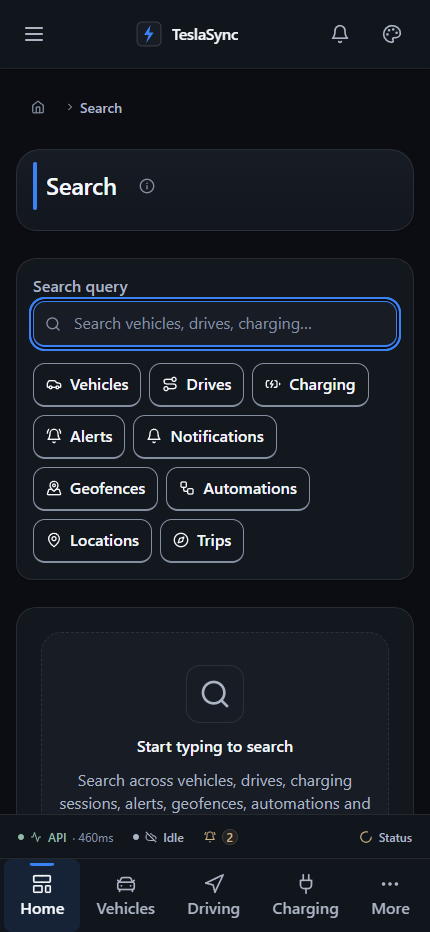 TeslaSync
Search
Search
Search query
Search vehicles, drives, charging...
Vehicles Drives Charging
Alerts Notifications
Geofences Automations
Locations Trips
Start typing to search
Search across vehicles, drives, charging
sessions, alerts, geofences, automations and
API · 460ms Idle 2 Status
Home Vehicles Driving Charging More